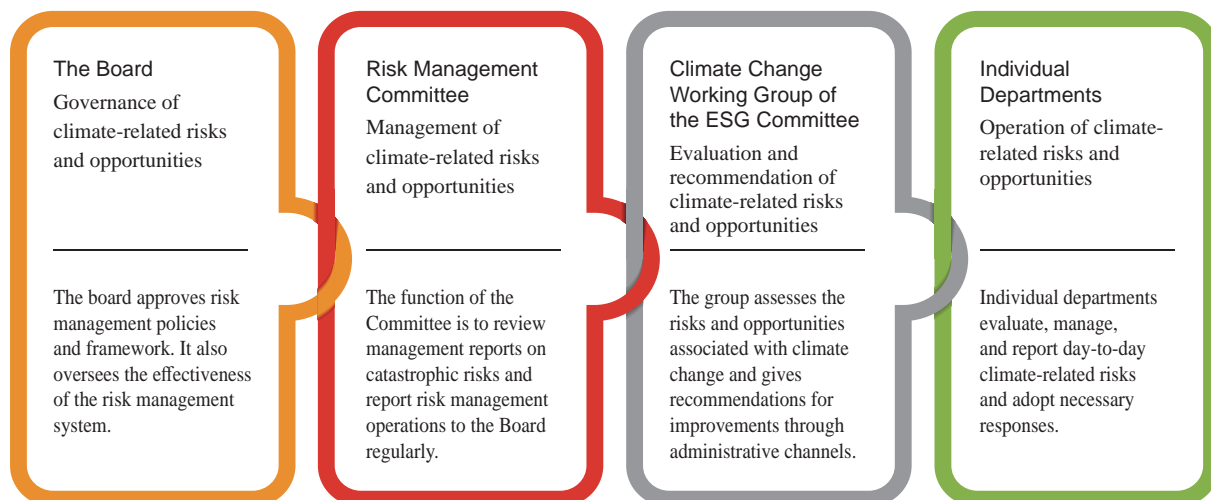 The Board
Governance of
climate-related risks
and opportunities
The board approves risk
management policies
and framework. It also
oversees the effectiveness
of the risk management
system.
Risk Management
Committee
Management of
climate-related risks
and opportunities
The function of the
Committee is to review
management reports on
catastrophic risks and
report risk management
operations to the Board
regularly.
Climate Change
Working Group of
the ESG Committee
Evaluation and
recommendation of
climate-related risks
and opportunities
The group assesses the
risks and opportunities
associated with climate
change and gives
recommendations for
improvements through
administrative channels.
Individual
Departments
Operation of climate-
related risks and
opportunities
Individual departments
evaluate, manage,
and report day-to-day
climate-related risks
and adopt necessary
responses.